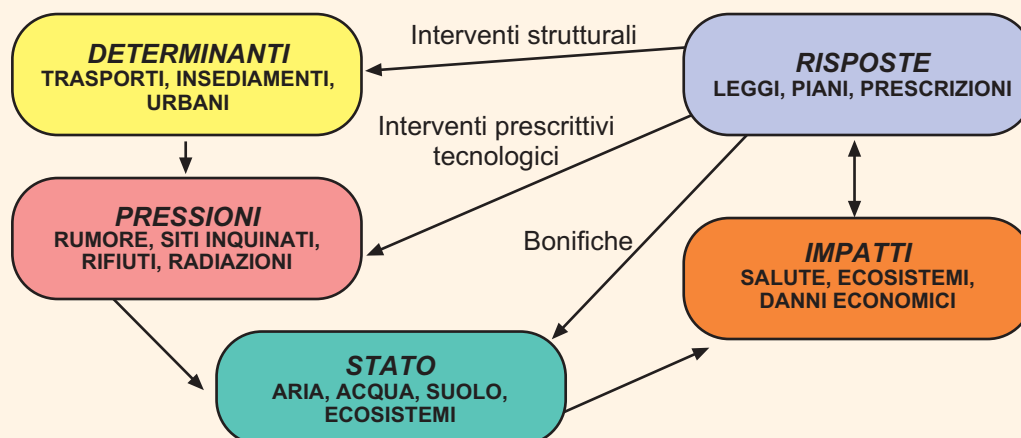 DETERMINANTI
TRASPORTI, INSEDIAMENTI,
URBANI
Interventi strutturali
RISPOSTE
LEGGI, PIANI, PRESCRIZIONI
Interventi prescrittivi
tecnologici
PRESSIONI
RUMORE, SITI INQUINATI,
RIFIUTI, RADIAZIONI
Bonifiche
IMPATTI
SALUTE, ECOSISTEMI,
DANNI ECONOMICI
STATO
ARIA, ACQUA, SUOLO,
ECOSISTEMI